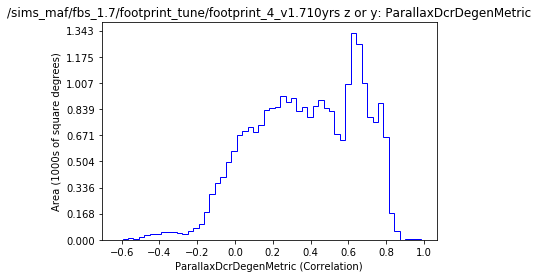 /sims_maf/fbs_1.7/footprint_tune/footprint_4_v1.710yrs z or y: ParallaxDcrDegenMetric
Area (1000s of square degrees)
1.343
1.175
1.007
0.839
0.671
0.504
0.336
0.168
0.000
−0.6 −0.4 −0.2 0.0 0.2 0.4 0.6 0.8 1.0
ParallaxDcrDegenMetric (Correlation)